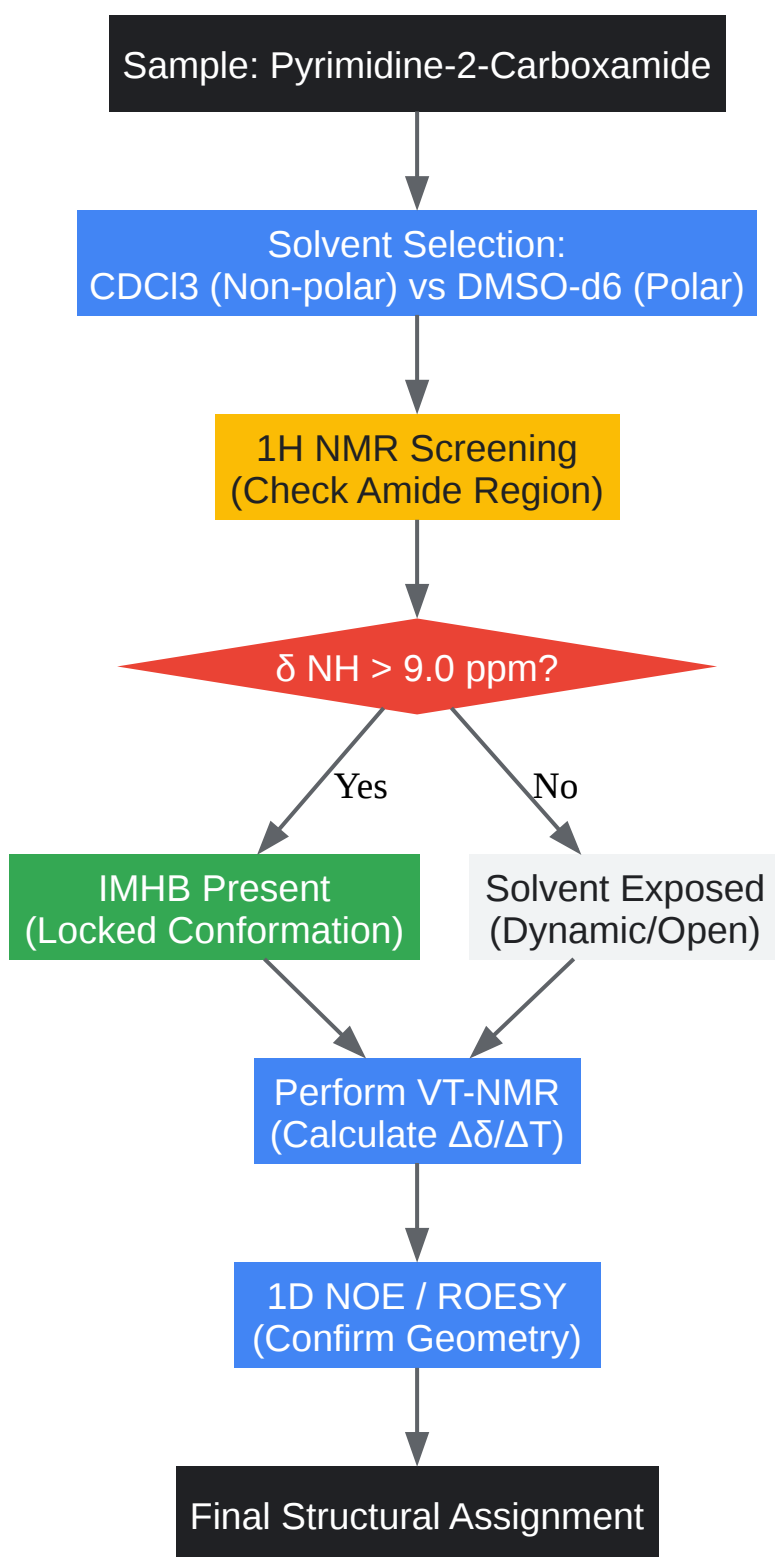 Sample: Pyrimidine-2-Carboxamide
Solvent Selection:
CDCl3 (Non-polar) vs DMSO-d6 (Polar)
1H NMR Screening
(Check Amide Region)
δ NH > 9.0 ppm?
Yes
No
IMHB Present
(Locked Conformation)
Solvent Exposed
(Dynamic/Open)
Perform VT-NMR
(Calculate Δδ/ΔT)
1D NOE / ROESY
(Confirm Geometry)
Final Structural Assignment